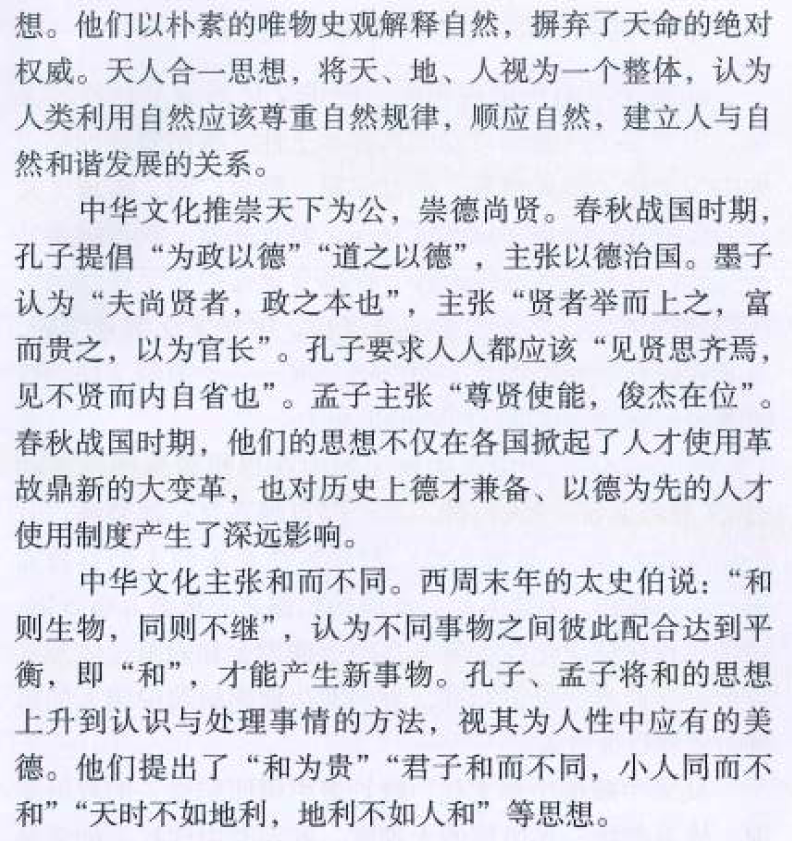 想。他们以朴素的唯物史观解释自然，摒弃了天命的绝对
权威。天人合一思想，将天、地、人视为一个整体，认为
人类利用自然应该尊重自然规律，顺应自然，建立人与自
然和谐发展的关系。
中华文化推崇天下为公，崇德尚贤。春秋战国时期，
孔子提倡“为政以德”“道之以德”，主张以德治国。墨子
认为“夫尚贤者，政之本也”，主张“贤者举而上之，富
而贵之，以为官长”。孔子要求人人都应该“见贤思齐焉，
见不贤而内自省也”。孟子主张“尊贤使能，俊杰在位”。
春秋战国时期，他们的思想不仅在各国掀起了人才使用革
故鼎新的大变革，也对历史上德才兼备、以德为先的人才
使用制度产生了深远影响。
中华文化主张和而不同。西周末年的太史伯说：“和
则生物，同则不继”，认为不同事物之间彼此配合达到平
衡，即“和”，才能产生新事物。孔子、孟子将和的思想
上升到认识与处理事情的方法，视其为人性中应有的美
德。他们提出了“和为贵”“君子和而不同，小人同而不
和”“天时不如地利，地利不如人和”等思想。